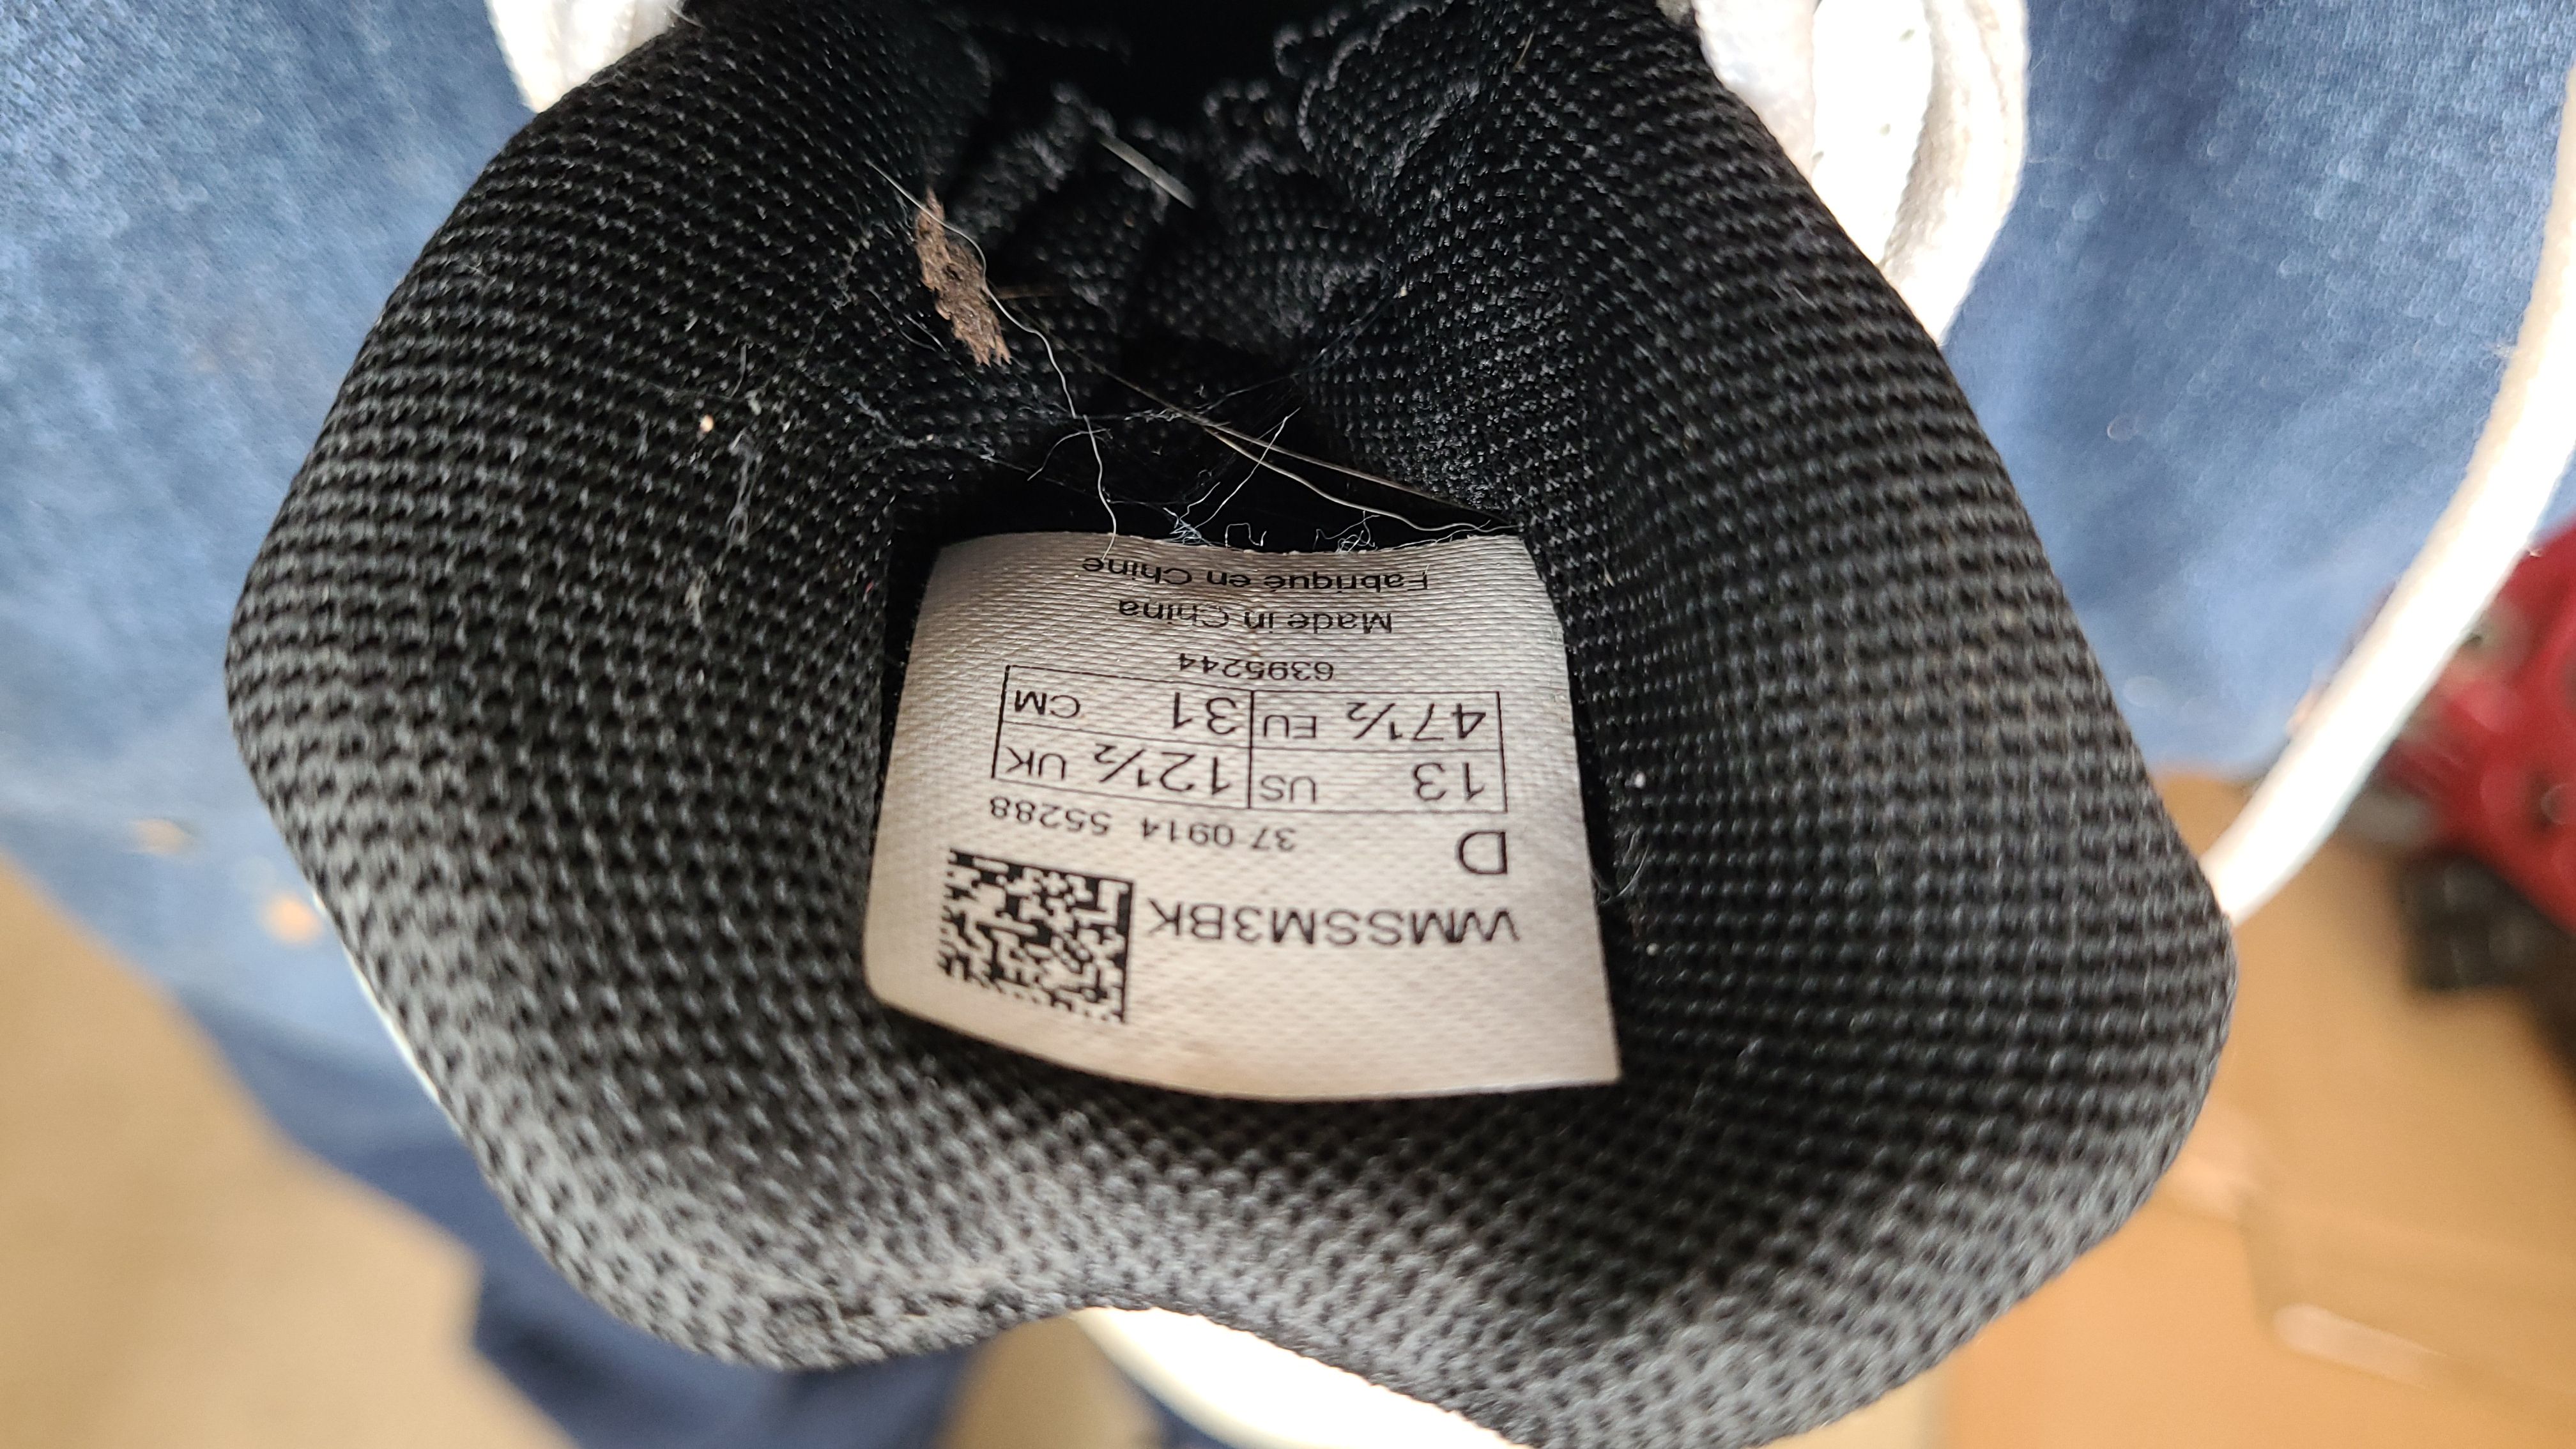 WMSSM3BK
D 37 0914 55288
13 US 12½ UK
47½ EU 31 CM
6395244
Made in China
Fabriqué en Chine